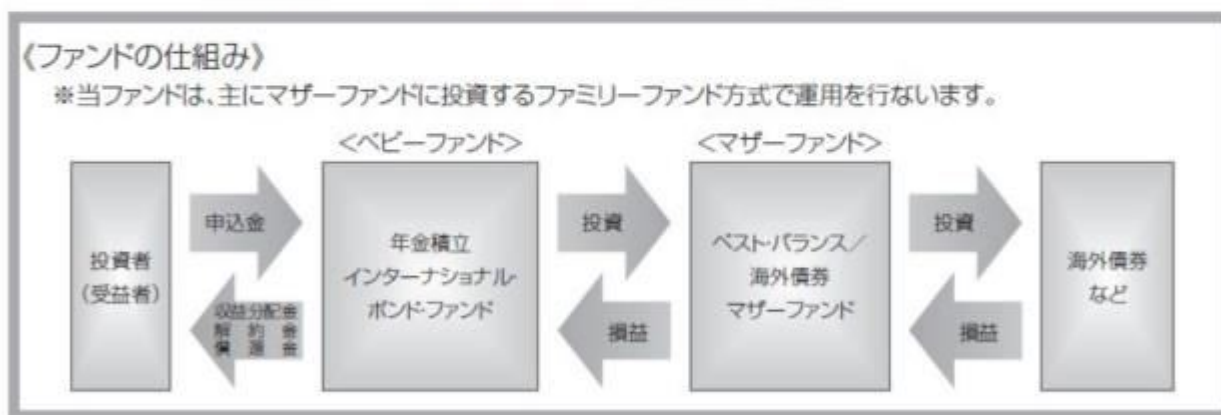 《ファンドの仕組み》
※当ファンドは、主にマザーファンドに投資するファミリーファンド方式で運用を行ないます。
<ベビーファンド>
<マザーファンド>
投資者
(受益者)
申込金
収益分配金
解約金
償還金
年金積立
インターナショナル・
ボンド・ファンド
投資
損益
ベスト・バランス/
海外債券
マザーファンド
投資
損益
海外債券
など